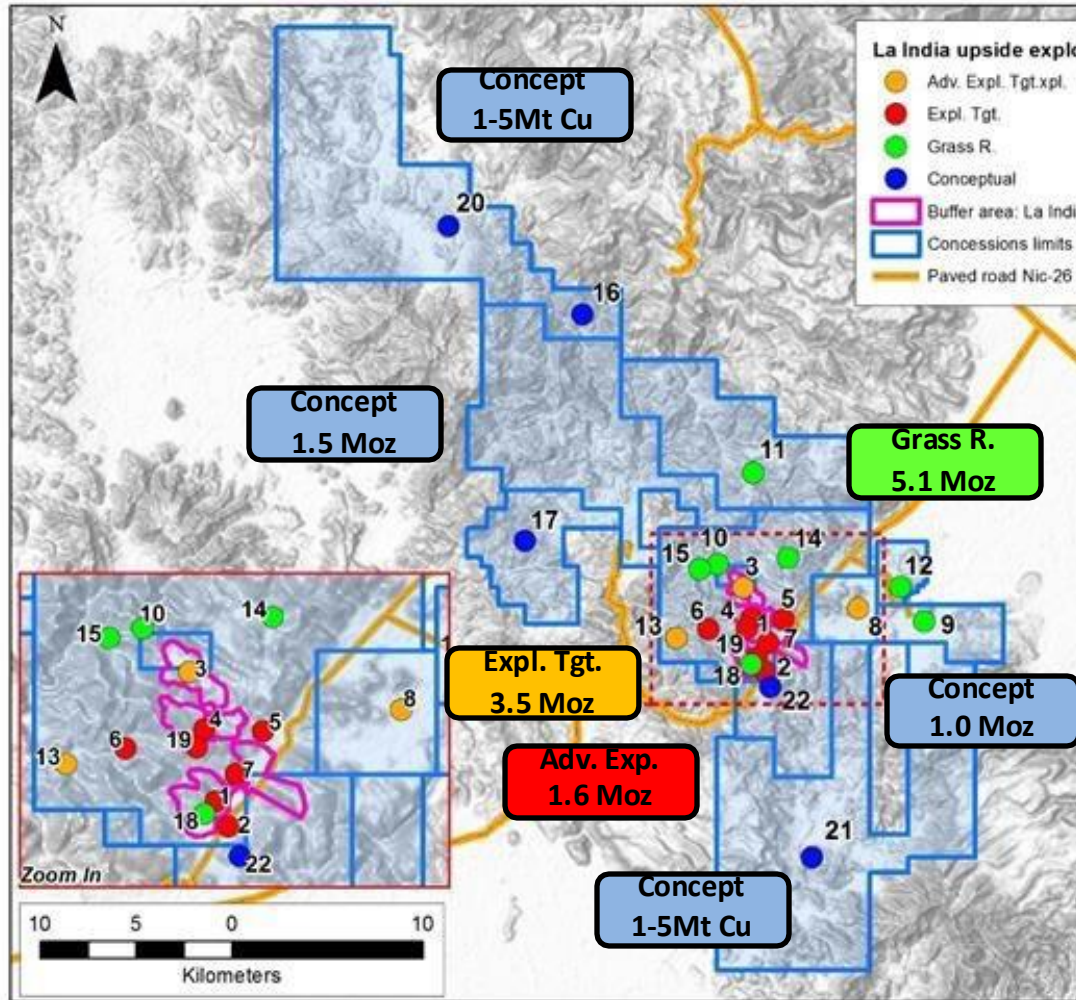 N
Concept
1-5Mt Cu
La India upside explo
Adv. Expl. Tgt.xpl.
Expl. Tgt.
Grass R.
Conceptual
Buffer area: La Indi
Concessions limits
Paved road Nic-26
20
16
Concept
1.5 Moz
11
Grass R.
5.1 Moz
17
15
10
14
3
12
6
4
1
5
13
19
7
8
9
18
2
22
Expl. Tgt.
3.5 Moz
Concept
1.0 Moz
Adv. Exp.
1.6 Moz
21
Concept
1-5Mt Cu
15
10
14
3
8
4
5
6
19
13
7
1
18
2
22
Zoom In
10 5 0 10
Kilometers